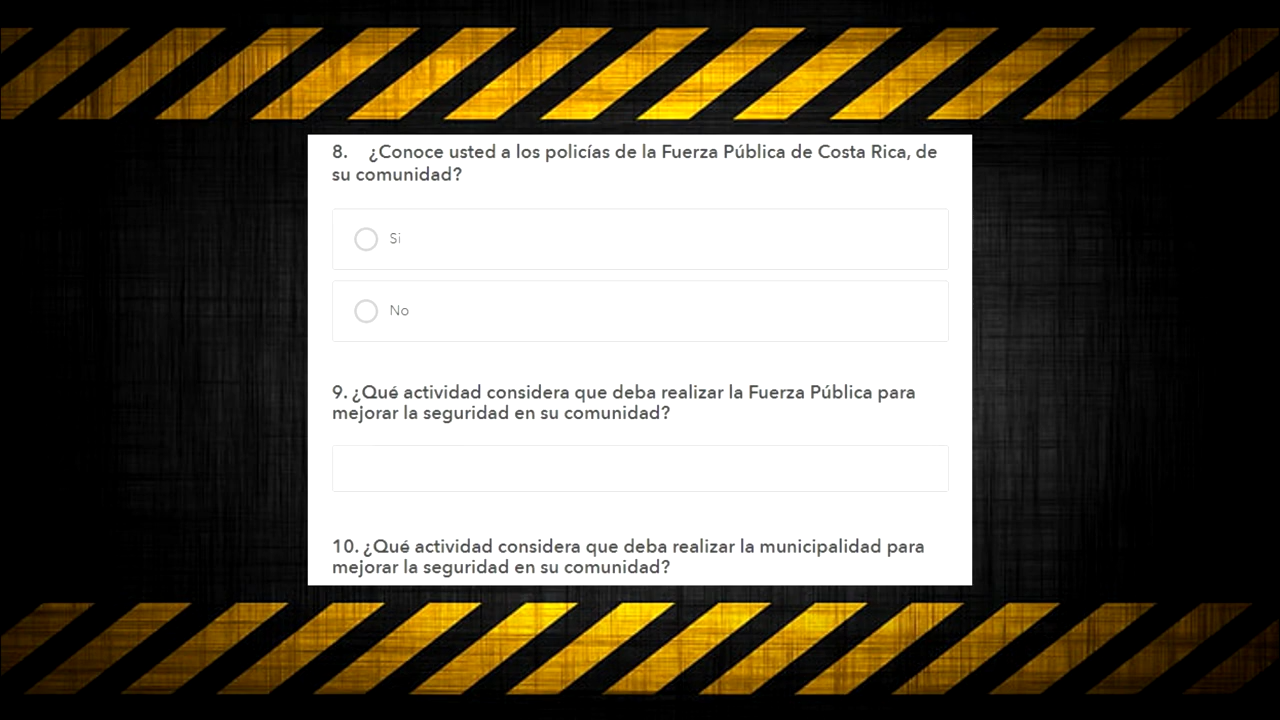 8. ¿Conoce usted a los policías de la Fuerza Pública de Costa Rica, de
su comunidad?
Si
No
9. ¿Qué actividad considera que deba realizar la Fuerza Pública para
mejorar la seguridad en su comunidad?
10. ¿Qué actividad considera que deba realizar la municipalidad para
mejorar la seguridad en su comunidad?